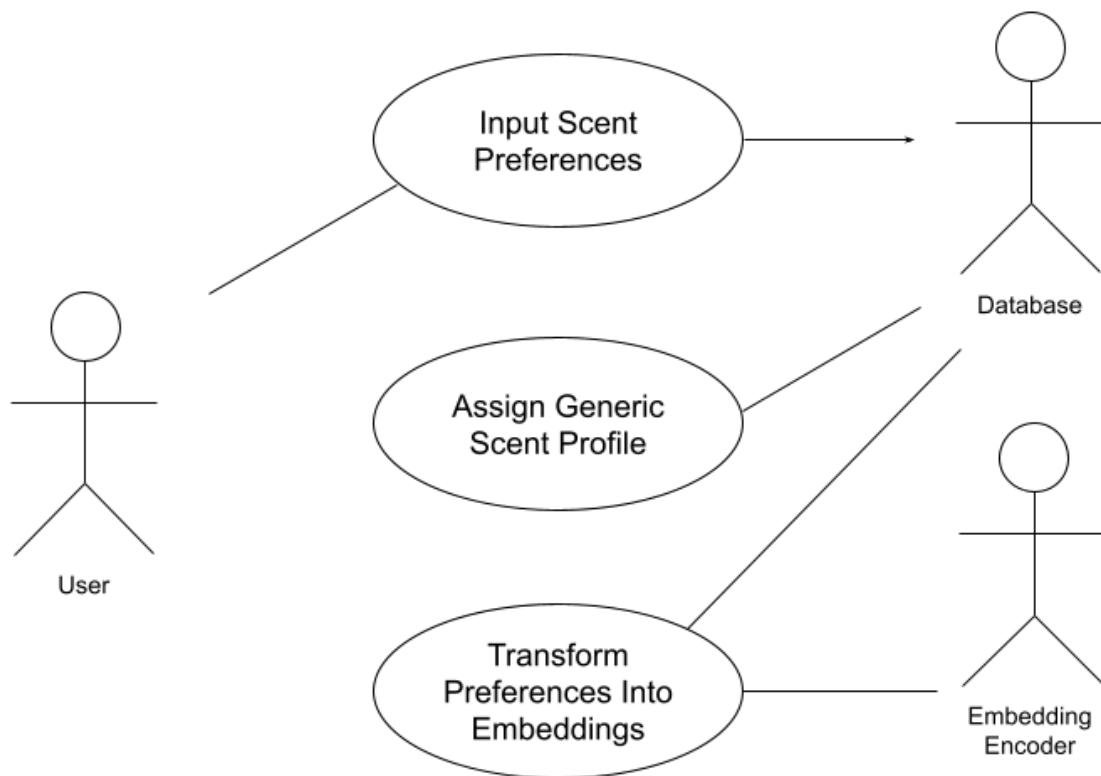 Input Scent
Preferences
Database
Assign Generic
Scent Profile
User
Transform
Preferences Into
Embeddings
Embedding
Encoder